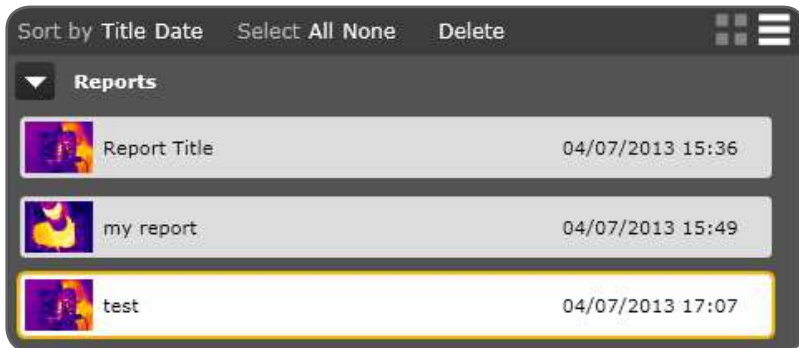 Sort by Title Date Select All None Delete
Reports
Report Title 04/07/2013 15:36
my report 04/07/2013 15:49
test 04/07/2013 17:07